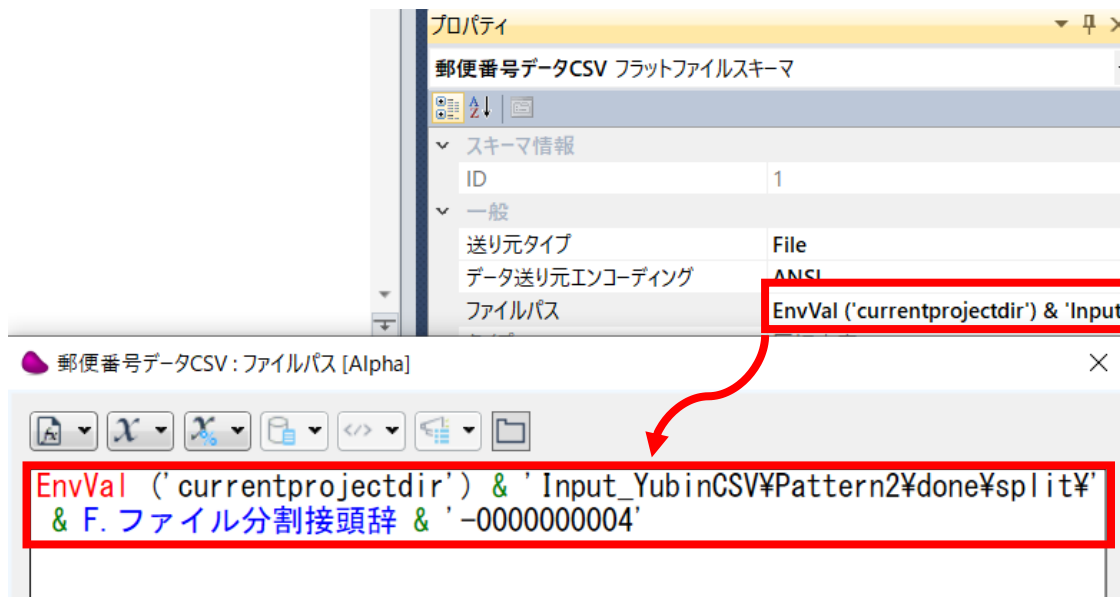 プロパティ
郵便番号データCSV フラットファイルスキーマ
スキーマ情報
ID 1
一般
送り元タイプ File
データ送り元エンコーディング ANSI
ファイルパス EnvVal ('currentprojectdir') & 'Input
郵便番号データCSV : ファイルパス [Alpha]
EnvVal ('currentprojectdir') & 'Input_YubinCSV¥Pattern2¥done¥split¥'
& F.ファイル分割接頭辞 & '-0000000004'